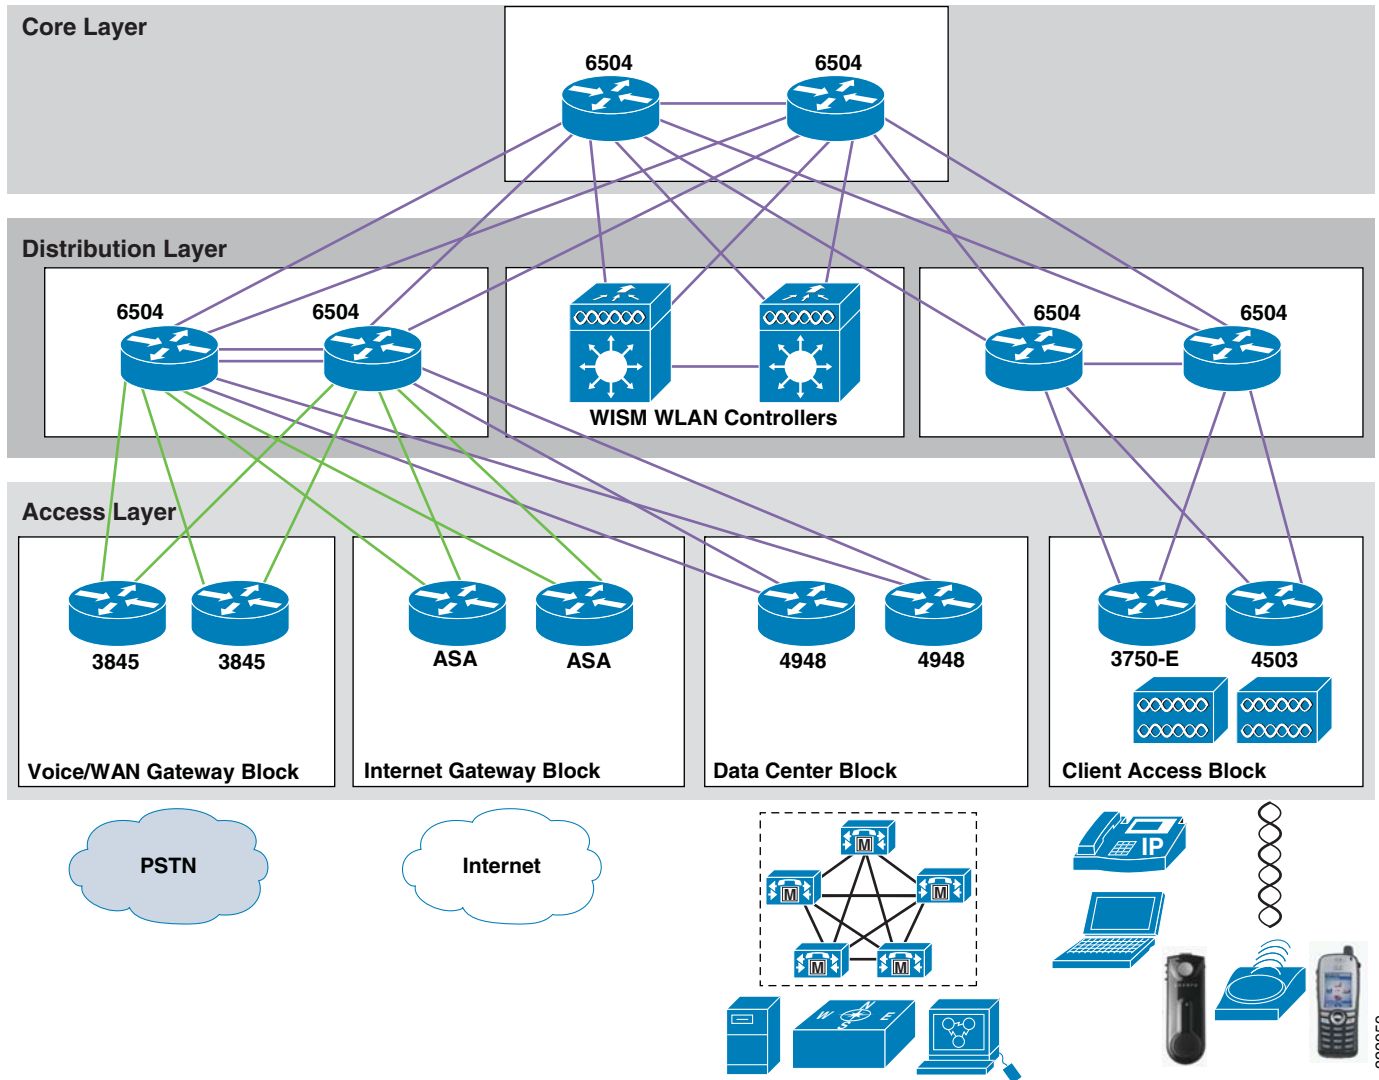 Core Layer
6504
6504
Distribution Layer
6504
6504
6504
6504
WISM WLAN Controllers
Access Layer
3845
3845
ASA
ASA
4948
4948
3750-E
4503
Voice/WAN Gateway Block
Internet Gateway Block
Data Center Block
Client Access Block
PSTN
Internet
M
M
M
M
M
IP
N
W
E
S